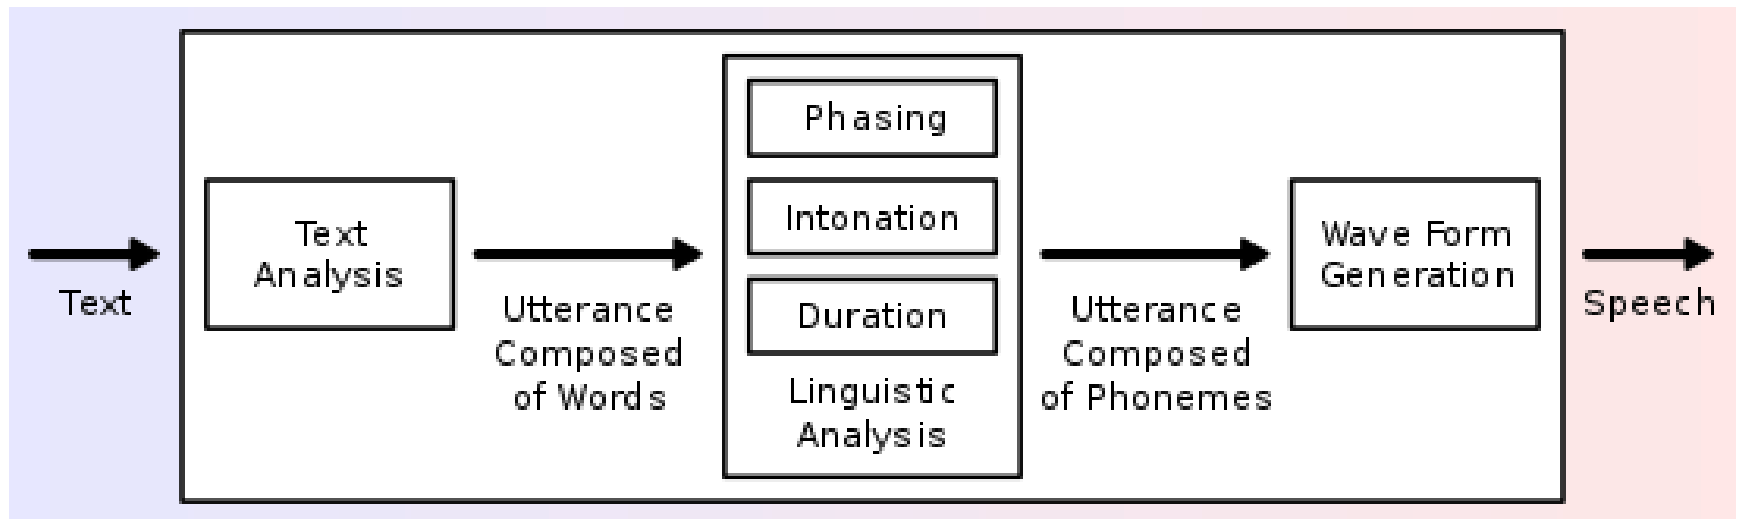 Text
Text
Analysis
Utterance
Composed
of Words
Phasing
Intonation
Duration
Linguistic
Analysis
Utterance
Composed
of Phonemes
Wave Form
Generation
Speech